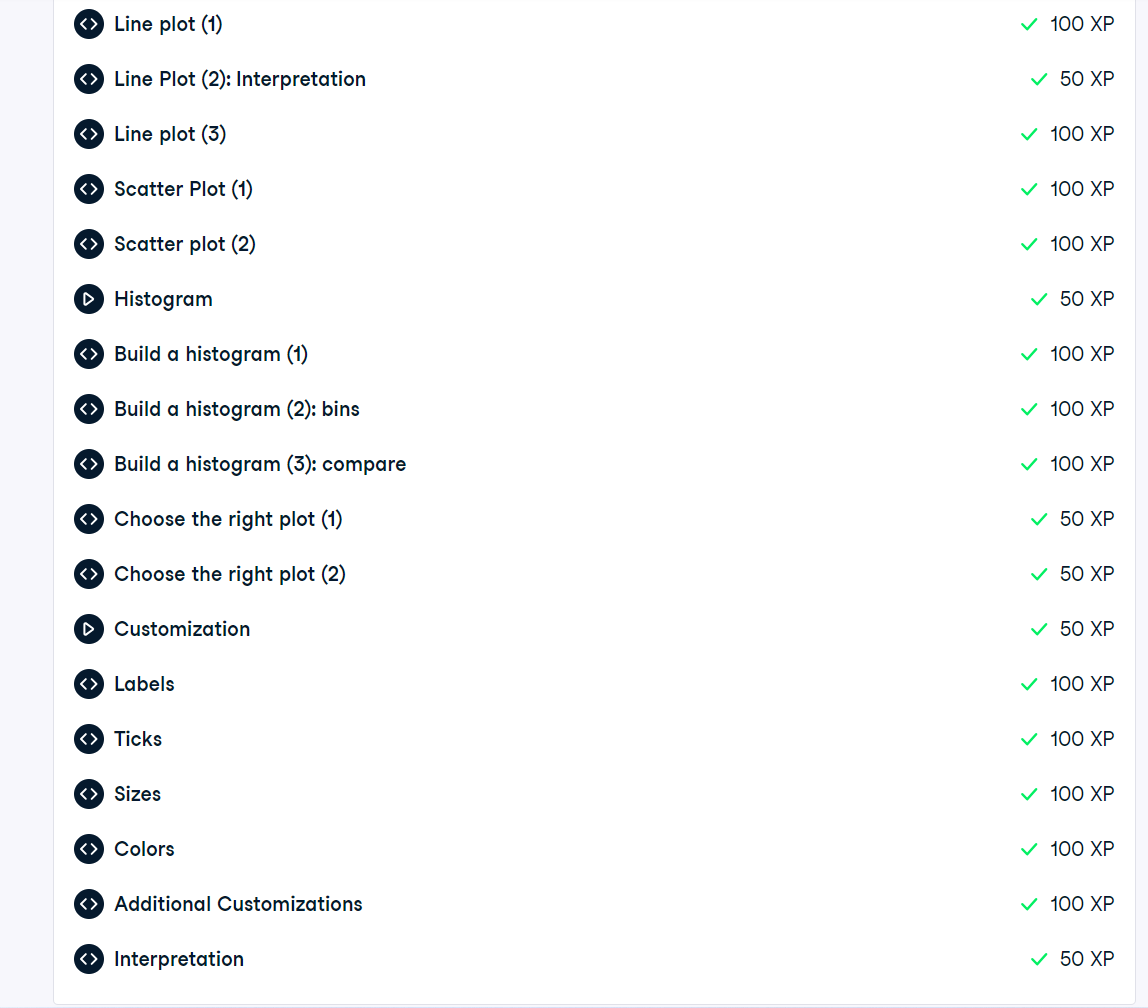 Line plot (1) 100 XP
Line Plot (2): Interpretation 50 XP
Line plot (3) 100 XP
Scatter Plot (1) 100 XP
Scatter plot (2) 100 XP
Histogram 50 XP
Build a histogram (1) 100 XP
Build a histogram (2): bins 100 XP
Build a histogram (3): compare 100 XP
Choose the right plot (1) 50 XP
Choose the right plot (2) 50 XP
Customization 50 XP
Labels 100 XP
Ticks 100 XP
Sizes 100 XP
Colors 100 XP
Additional Customizations 100 XP
Interpretation 50 XP